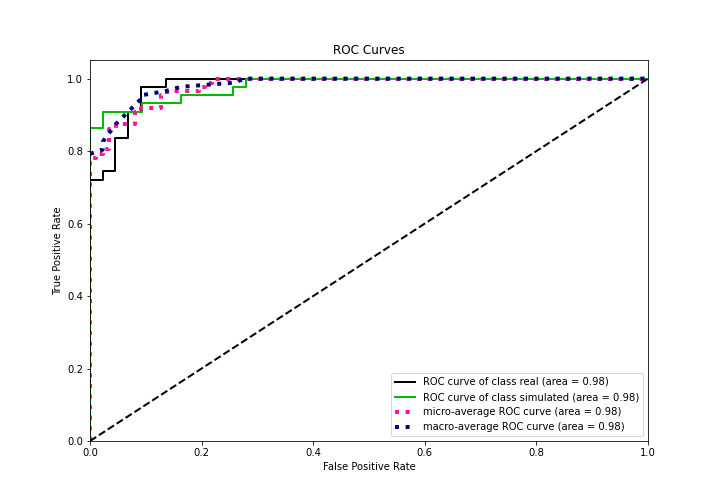 ROC Curves
True Positive Rate
1.0
0.8
0.6
0.4
0.2
0.0
0.0 0.2 0.4 0.6 0.8 1.0
False Positive Rate
ROC curve of class real (area = 0.98)
ROC curve of class simulated (area = 0.98)
micro-average ROC curve (area = 0.98)
macro-average ROC curve (area = 0.98)